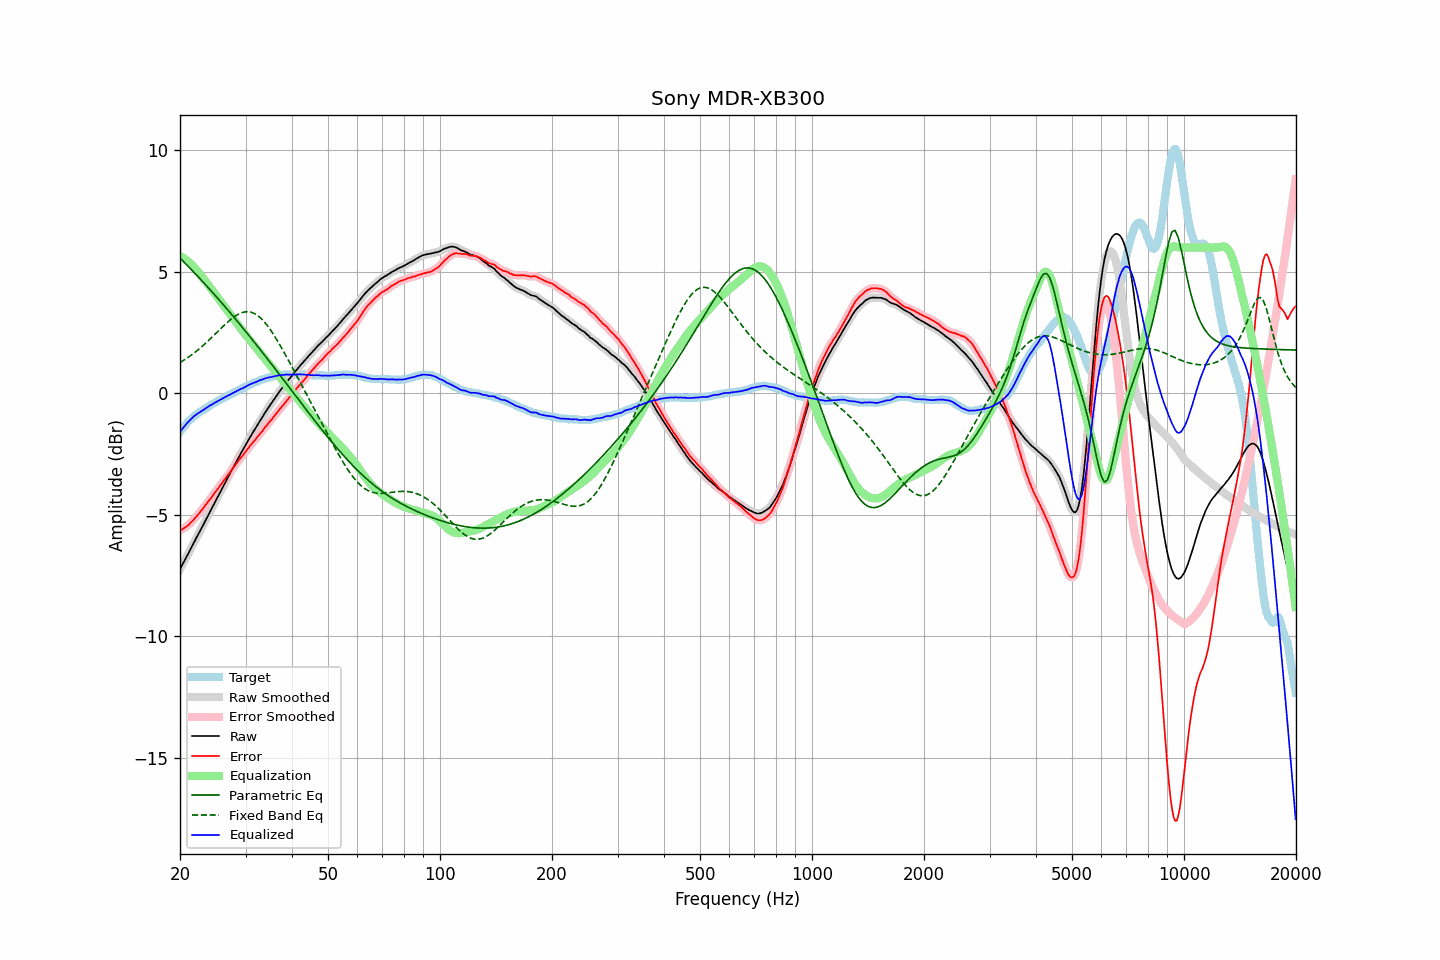 Sony MDR-XB300
Amplitude (dBr)
10
5
0
−5
−10
−15
Target
Raw Smoothed
Error Smoothed
Raw
Error
Equalization
Parametric Eq
Fixed Band Eq
Equalized
20 50 100 200 500 1000 2000 5000 10000 20000
Frequency (Hz)